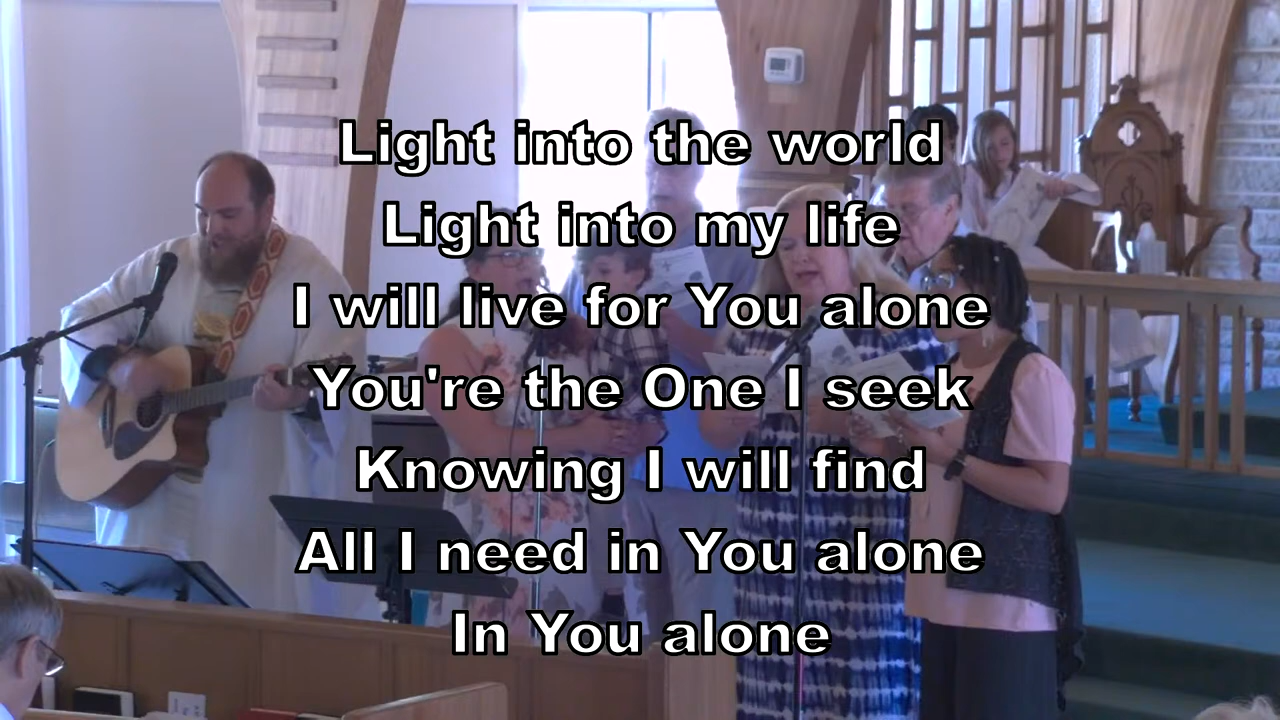 Light into the world
Light into my life
I will live for You alone
You're the One I seek
Knowing I will find
All I need in You alone
In You alone